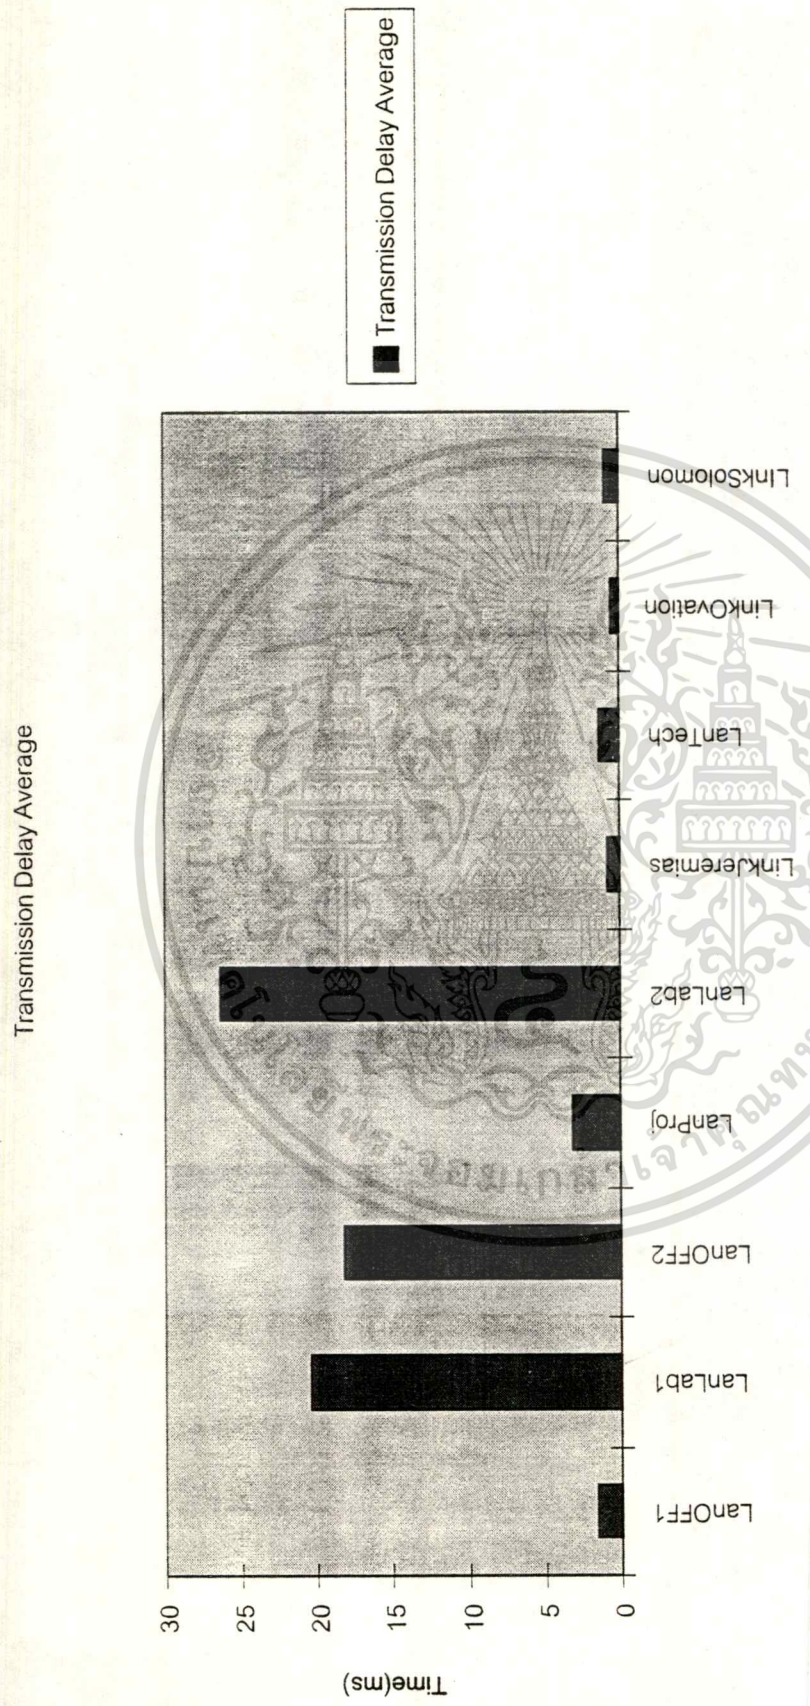 Transmission Delay Average
Time(ms)
30
25
20
15
10
5
0
LanOFF1
LanLab1
LanOFF2
LanProj
LanLab2
LinkJeremias
LanTech
LinkOvation
LinkSolomon
Transmission Delay Average